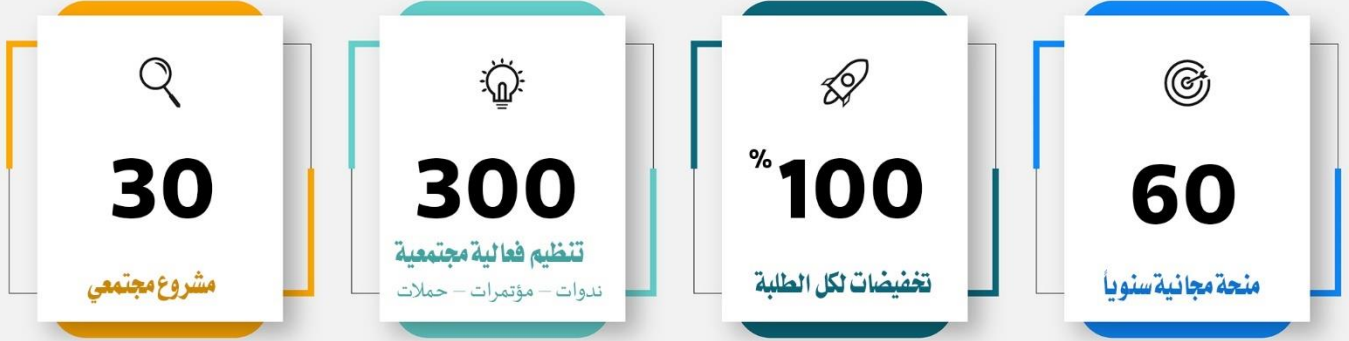 60
منحة مجانية سنوياً
%100
تخفيضات لكل الطلبة
300
تنظيم فعالية مجتمعية
ندوات – مؤتمرات – حملات
30
مشروع مجتمعي